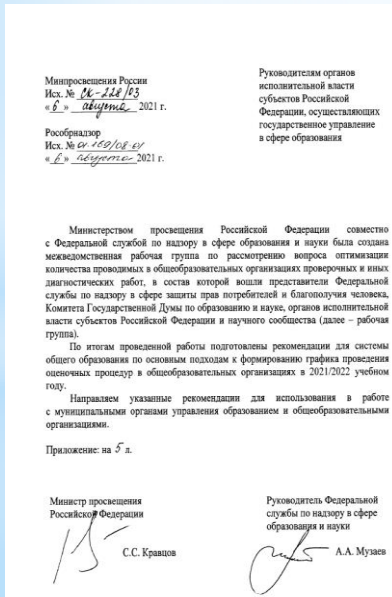 Минпросвещения России
Исх. № СК-228/03
« 6 » августа 2021 г.
Рособрнадзор
Исх. № 01-169/08-01
« 6 » августа 2021 г.
Руководителям органов
исполнительной власти
субъектов Российской
Федерации, осуществляющих
государственное управление
в сфере образования
Министерством просвещения Российской Федерации совместно
с Федеральной службой по надзору в сфере образования и науки была создана
межведомственная рабочая группа по рассмотрению вопроса оптимизации
количества проводимых в общеобразовательных организациях проверочных и иных
диагностических работ, в состав которой вошли представители Федеральной
службы по надзору в сфере защиты прав потребителей и благополучия человека,
Комитета Государственной Думы по образованию и науке, органов исполнительной
власти субъектов Российской Федерации и научного сообщества (далее – рабочая
группа).
По итогам проведенной работы подготовлены рекомендации для системы
общего образования по основным подходам к формированию графика проведения
оценочных процедур в общеобразовательных организациях в 2021/2022 учебном
году.
Направляем указанные рекомендации для использования в работе
с муниципальными органами управления образованием и общеобразовательными
организациями.
Приложение: на 5 л.
Министр просвещения
Российской Федерации
С.С. Кравцов
Руководитель Федеральной
службы по надзору в сфере
образования и науки
А.А. Музаев